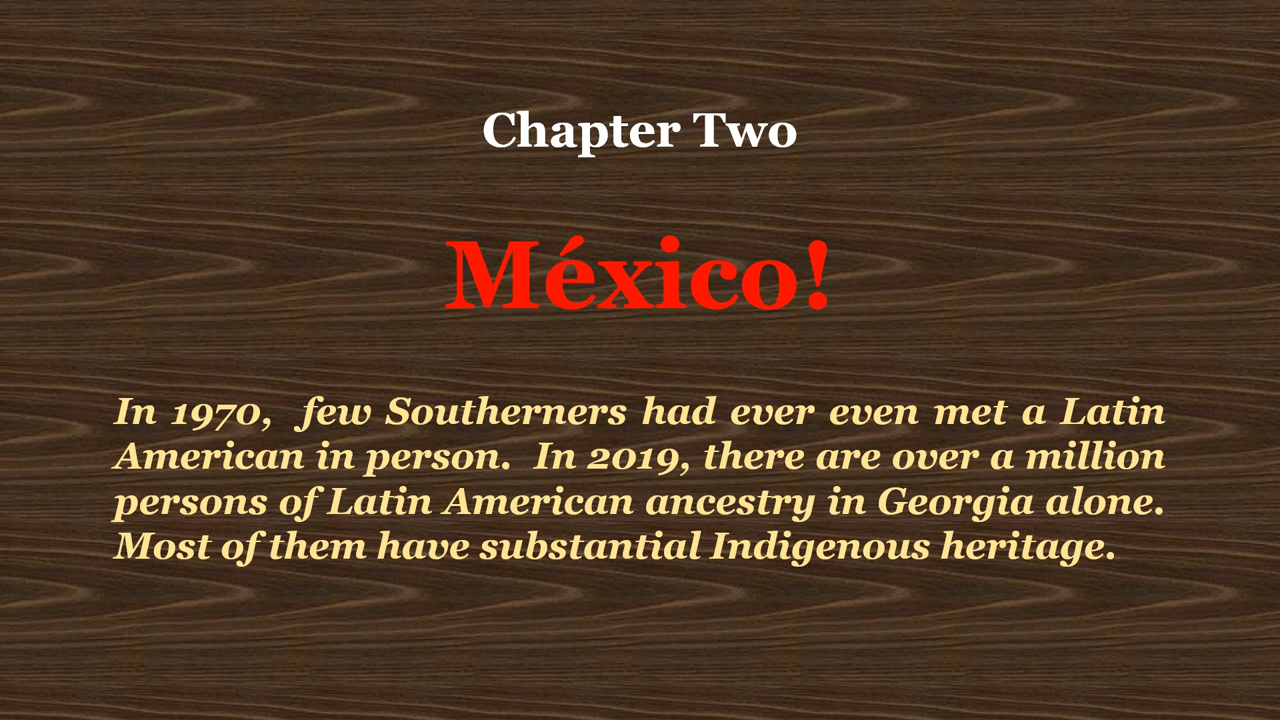 Chapter Two
México!
In 1970,  few Southerners had ever even met a Latin
American in person.  In 2019, there are over a million
persons of Latin American ancestry in Georgia alone.
Most of them have substantial Indigenous heritage.